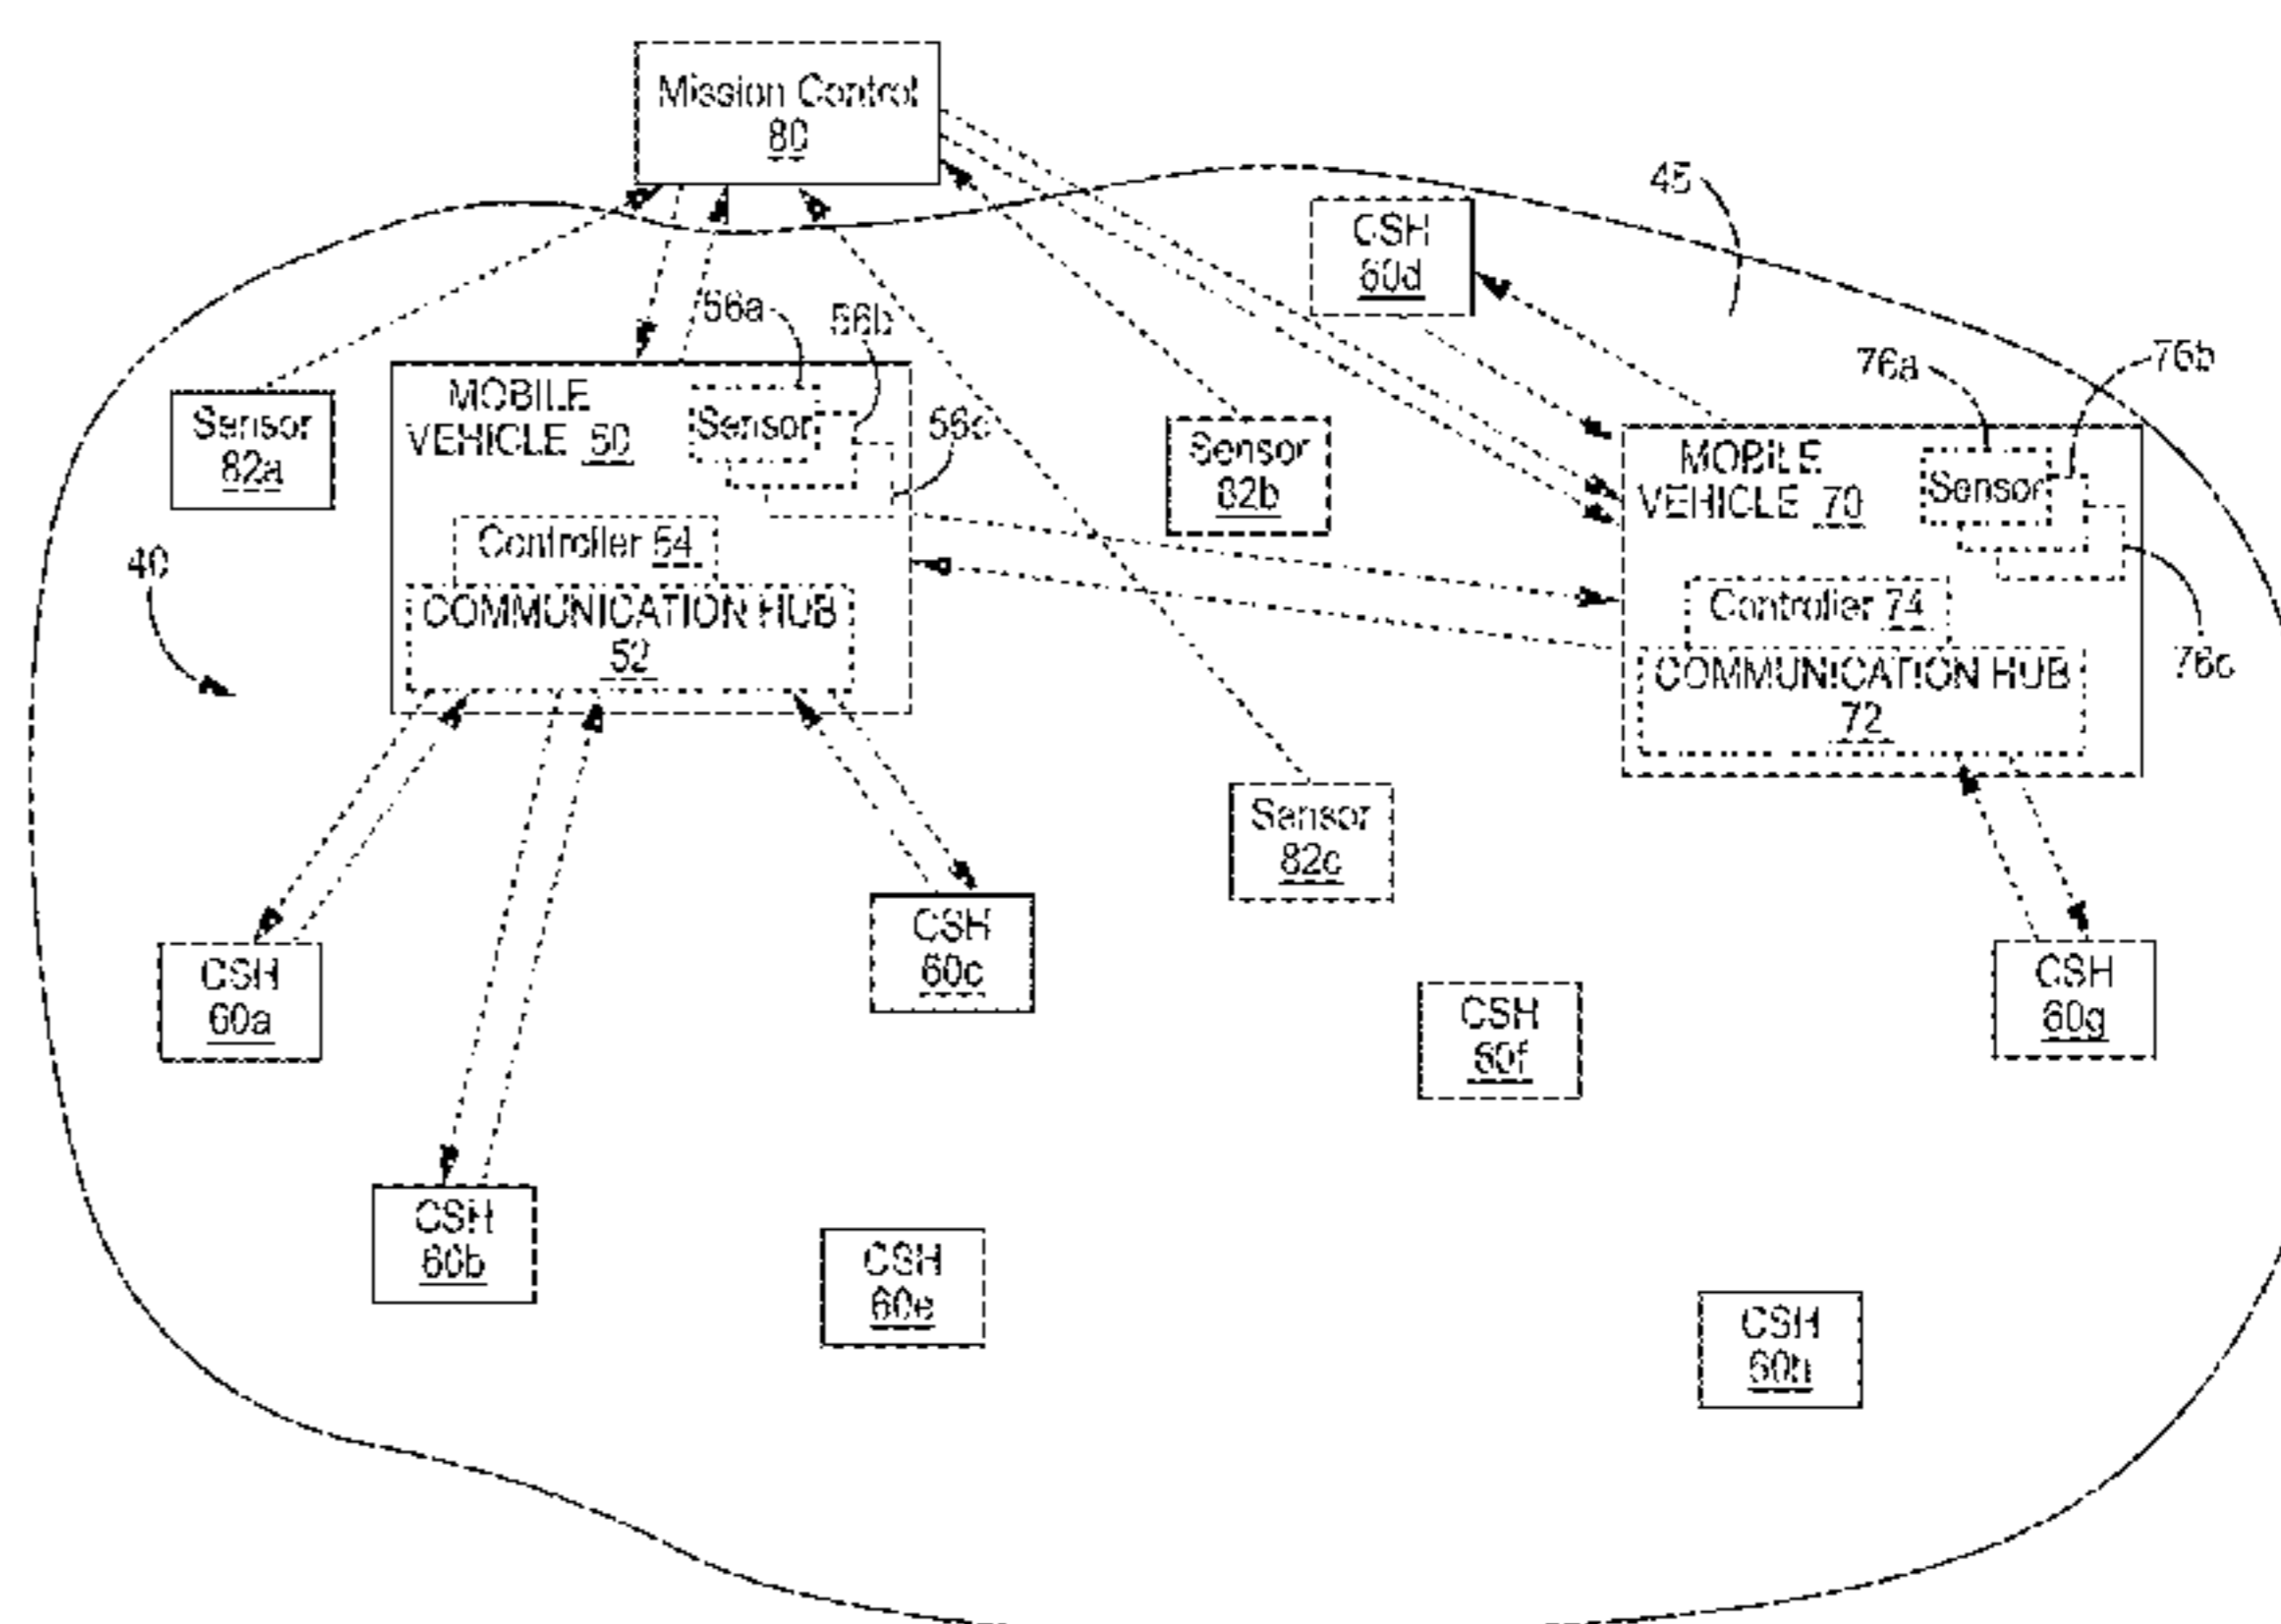 Mission Control
80
45
CSH
60d
56a
56b
76a
76b
MOBILE
VEHICLE 50
Sensor
56c
Sensor
82a
Sensor
82b
MOBILE
VEHICLE 70
Sensor
40
Controller 54
COMMUNICATION HUB
52
Controller 74
COMMUNICATION HUB
72
76c
Sensor
82c
CSH
60a
CSH
60c
CSH
60f
CSH
60g
CSH
60b
CSH
60e
CSH
60h